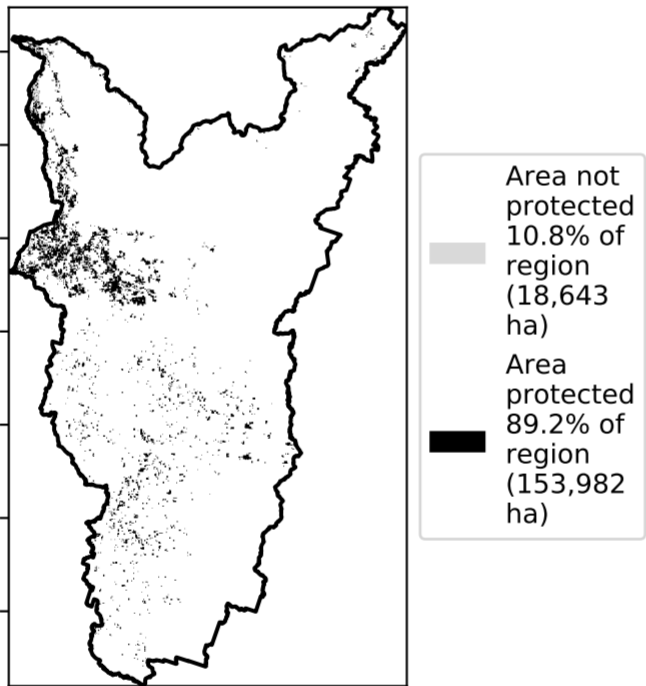 Area not
protected
10.8% of
region
(18,643
ha)
Area
protected
89.2% of
region
(153,982
ha)